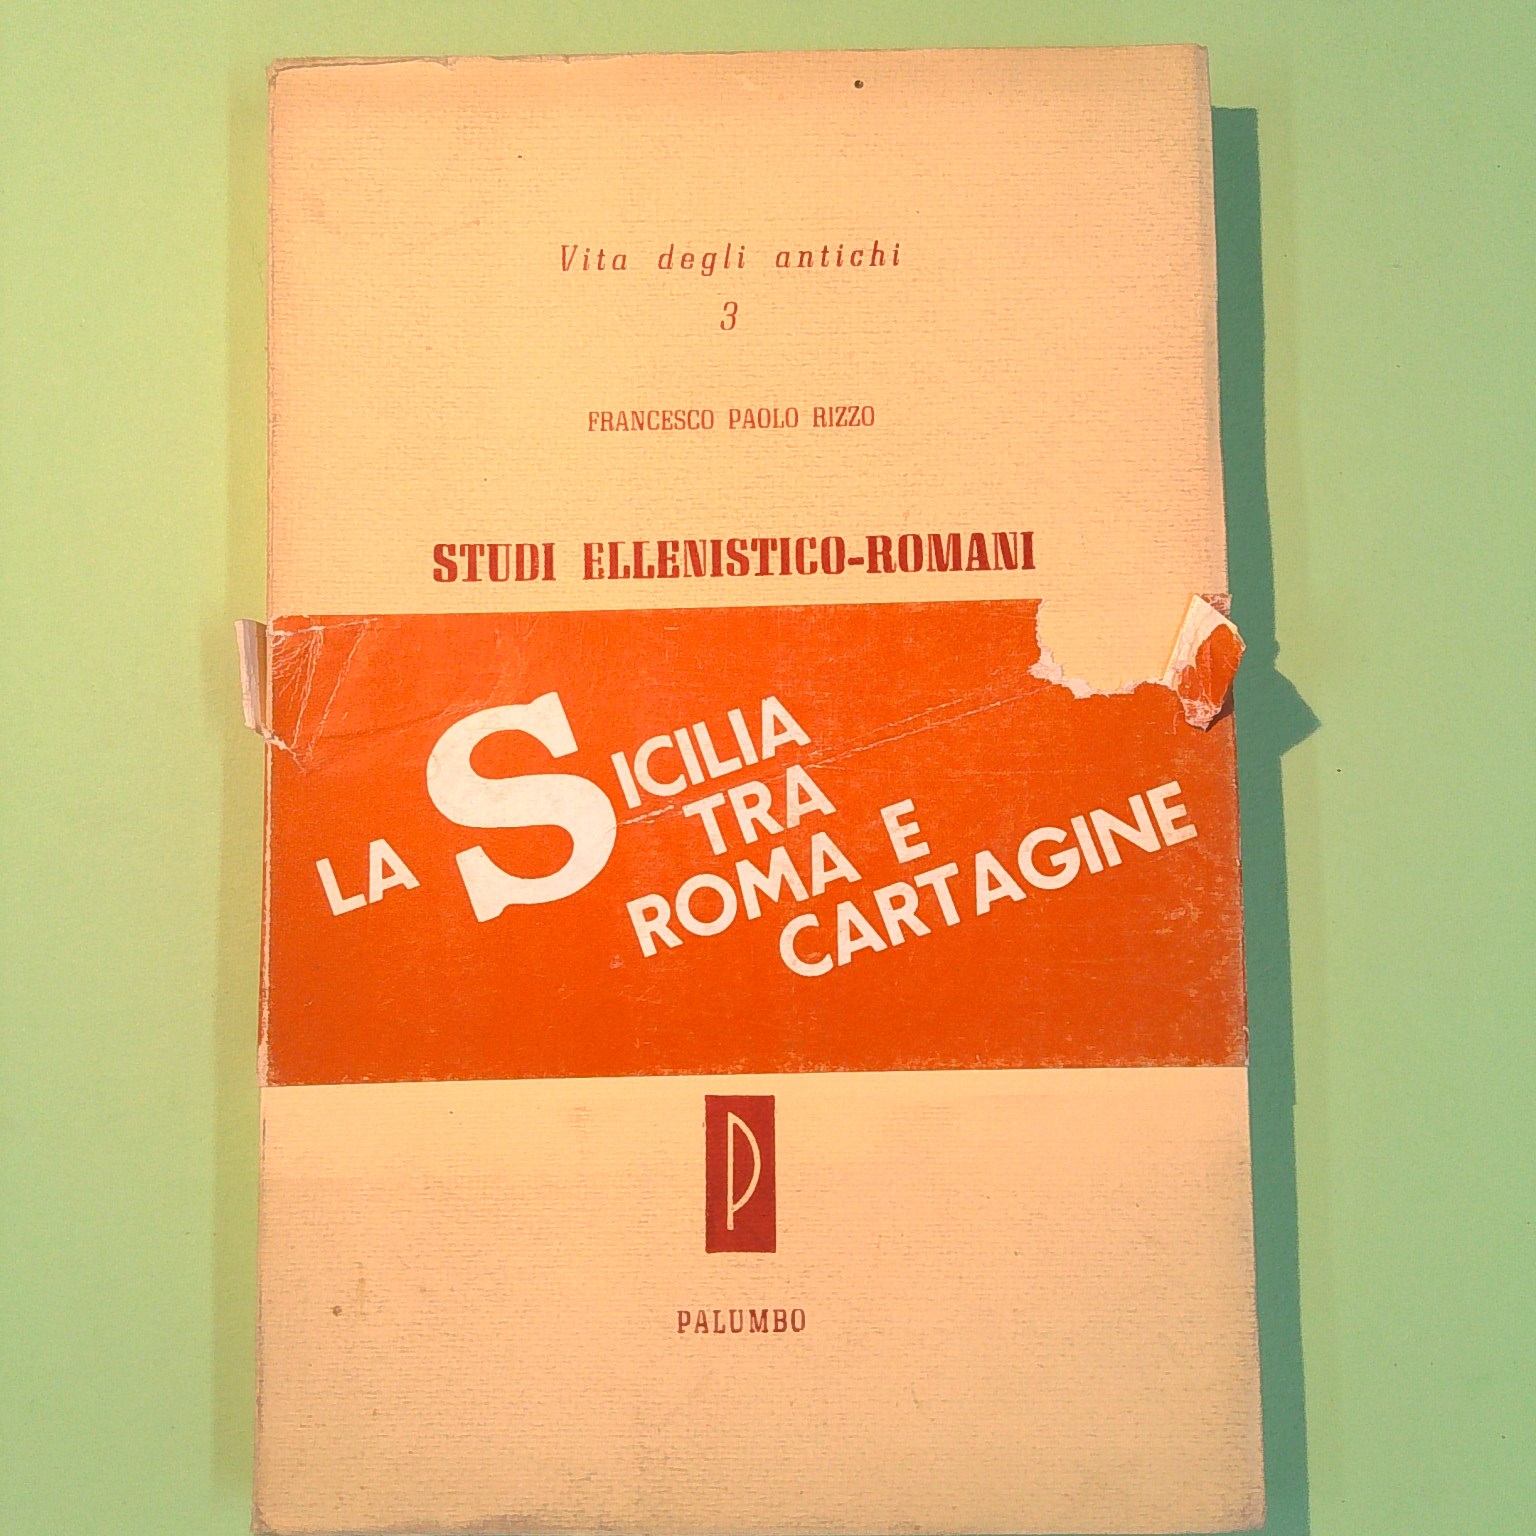 Vita degli antichi
3
FRANCESCO PAOLO RIZZO
STUDI ELLENISTICO-ROMANI
LA SICILIA
TRA
ROMA E
CARTAGINE
P
PALUMBO